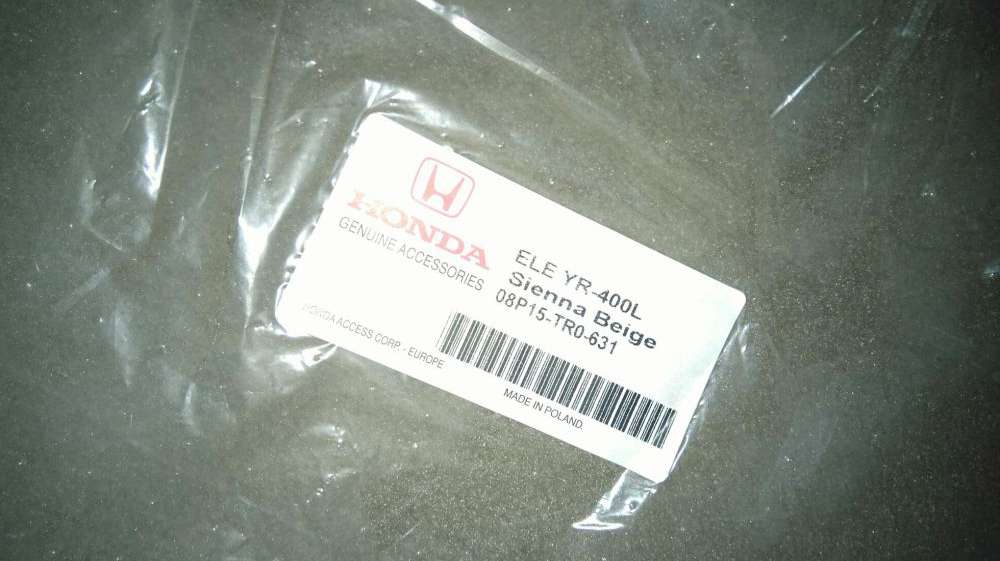 HONDA
GENUINE ACCESSORIES
ELE YR-400L
Sienna Beige
08P15-TR0-631
HONDA ACCESS CORP. - EUROPE
MADE IN POLAND.